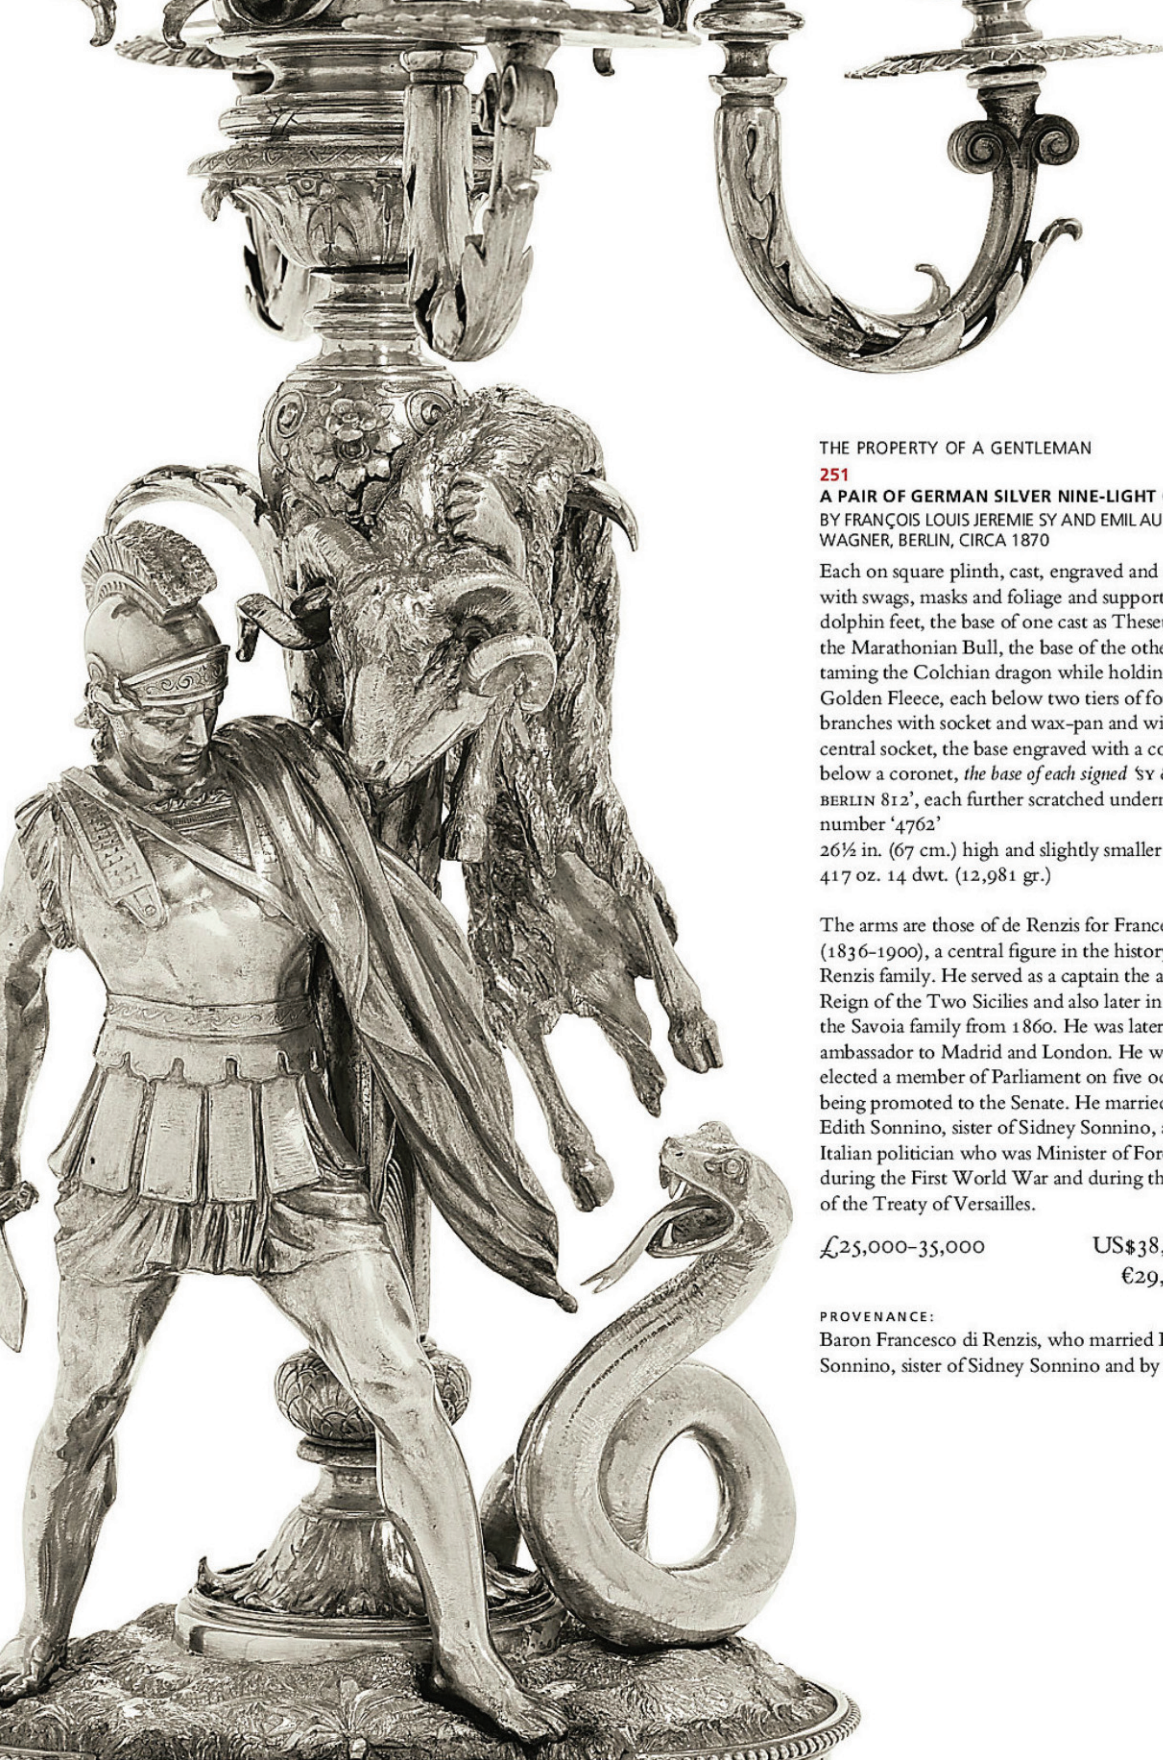 THE PROPERTY OF A GENTLEMAN
251
A PAIR OF GERMAN SILVER NINE-LIGHT
BY FRANÇOIS LOUIS JEREMIE SY AND EMIL AU
WAGNER, BERLIN, CIRCA 1870
Each on square plinth, cast, engraved and
with swags, masks and foliage and support
dolphin feet, the base of one cast as These
the Marathonian Bull, the base of the othe
taming the Colchian dragon while holdin
Golden Fleece, each below two tiers of fo
branches with socket and wax-pan and wi
central socket, the base engraved with a co
below a coronet, the base of each signed ‘SY
BERLIN 812’, each further scratched undern
number ‘4762’
26½ in. (67 cm.) high and slightly smaller
417 oz. 14 dwt. (12,981 gr.)
The arms are those of de Renzis for France
(1836–1900), a central figure in the history
Renzis family. He served as a captain the a
Reign of the Two Sicilies and also later in
the Savoia family from 1860. He was later
ambassador to Madrid and London. He w
elected a member of Parliament on five oc
being promoted to the Senate. He married
Edith Sonnino, sister of Sidney Sonnino,
Italian politician who was Minister of For
during the First World War and during th
of the Treaty of Versailles.
£25,000–35,000 US$38,
€29,
PROVENANCE:
Baron Francesco di Renzis, who married
Sonnino, sister of Sidney Sonnino and by